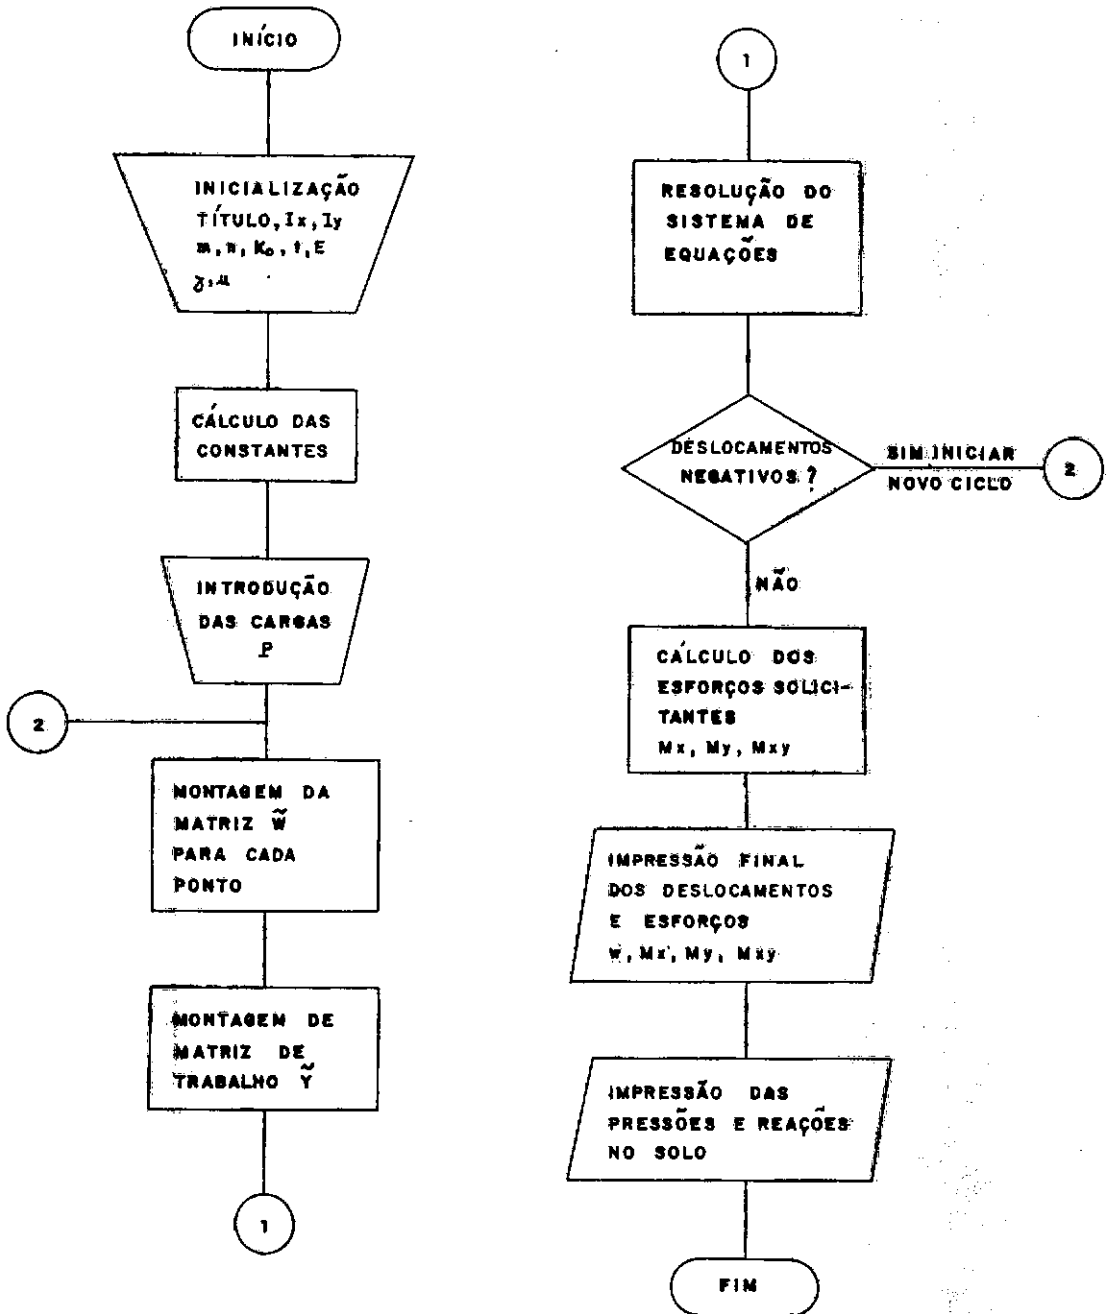 INÍCIO
INICIALIZAÇÃO
TÍTULO, Ix, Iy
m, n, K₀, t, E
γ, μ
CÁLCULO DAS
CONSTANTES
INTRODUÇÃO
DAS CARGAS
P
2
MONTAGEM DA
MATRIZ W̃
PARA CADA
PONTO
MONTAGEM DE
MATRIZ DE
TRABALHO Ỹ
1
1
RESOLUÇÃO DO
SISTEMA DE
EQUAÇÕES
DESLOCAMENTOS
NEGATIVOS?
SIM INICIAR
NOVO CICLO
2
NÃO
CÁLCULO DOS
ESFORÇOS SOLICI-
TANTES
Mx, My, Mxy
IMPRESSÃO FINAL
DOS DESLOCAMENTOS
E ESFORÇOS
w, Mx, My, Mxy
IMPRESSÃO DAS
PRESSÕES E REAÇÕES
NO SOLO
FIM